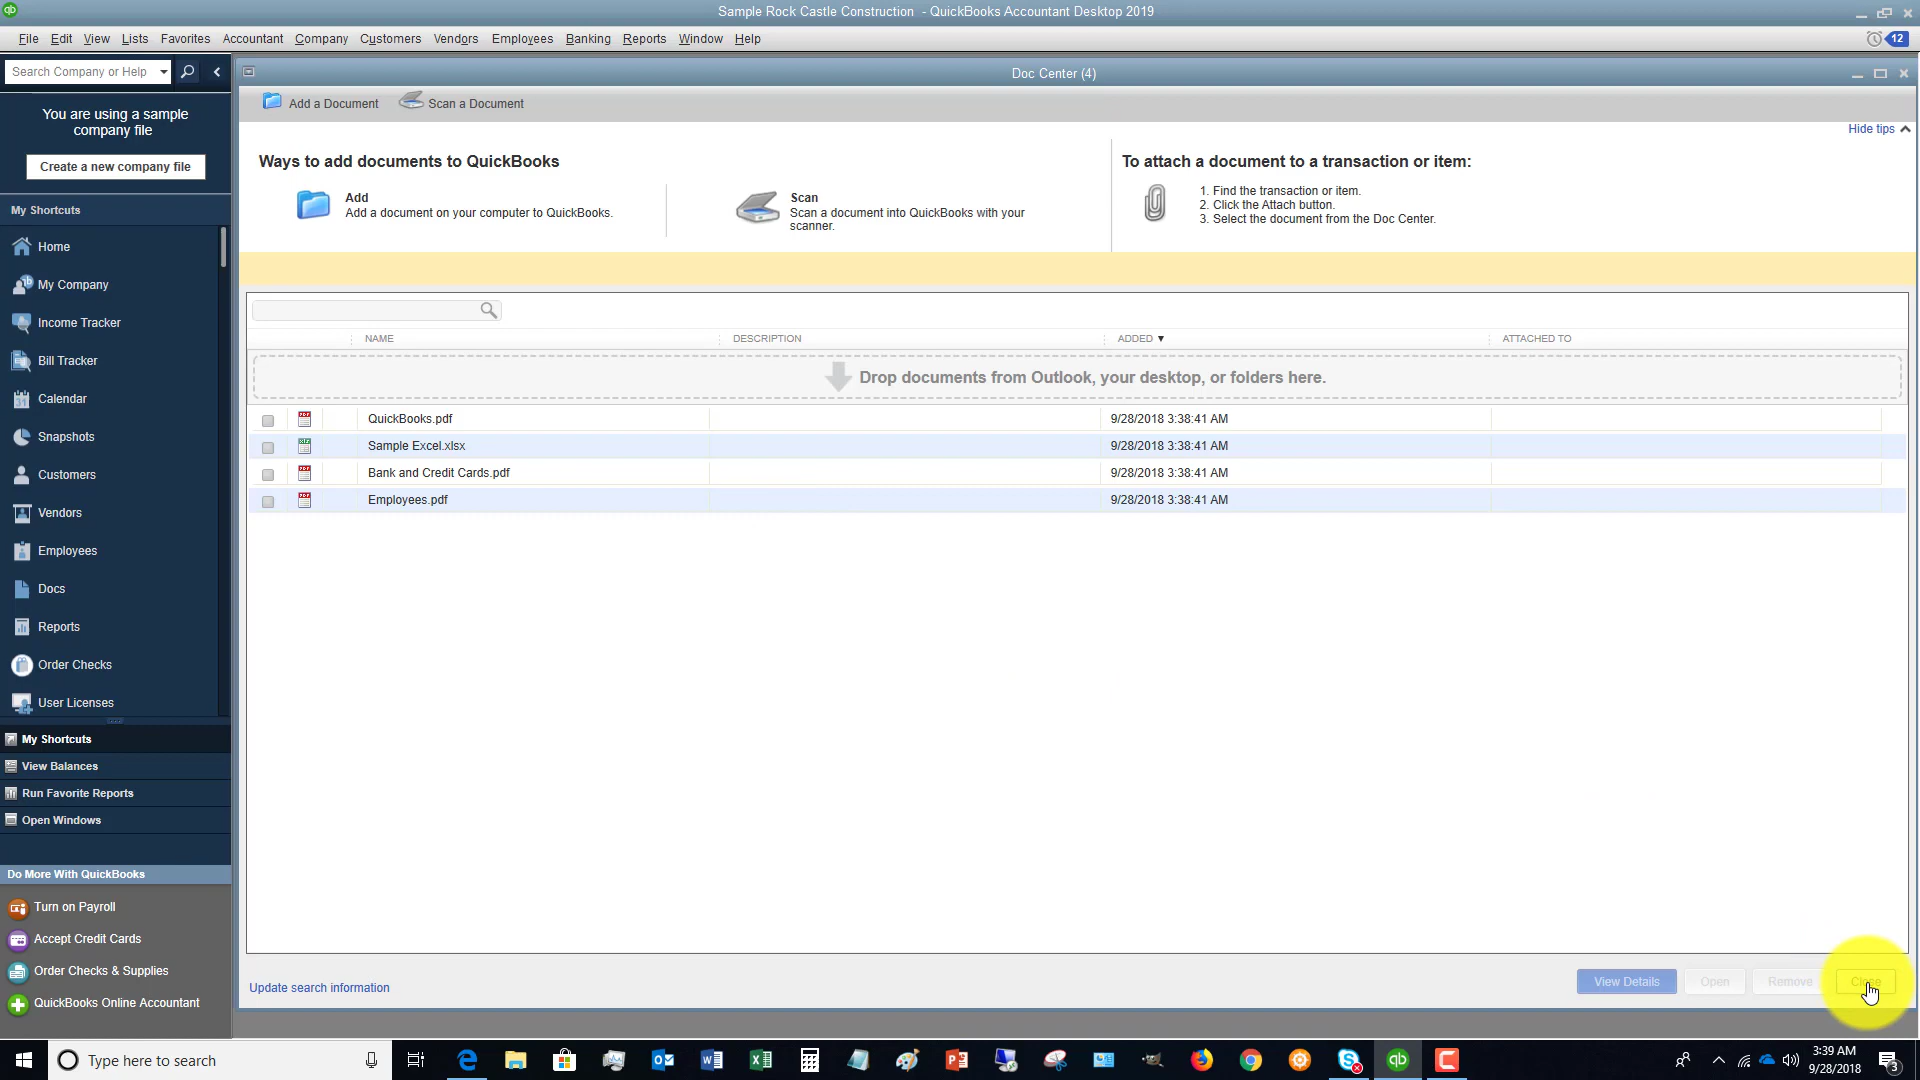 Sample Rock Castle Construction - QuickBooks Accountant Desktop 2019
File Edit View Lists Favorites Accountant Company Customers Vendors Employees Banking Reports Window Help
12
Search Company or Help
Doc Center (4)
You are using a sample
company file
Create a new company file
Add a Document Scan a Document
Hide tips
Ways to add documents to QuickBooks
Add
Add a document on your computer to QuickBooks.
Scan
Scan a document into QuickBooks with your
scanner.
To attach a document to a transaction or item:
1. Find the transaction or item.
2. Click the Attach button.
3. Select the document from the Doc Center.
My Shortcuts
Home
My Company
Income Tracker
Bill Tracker
Calendar
Snapshots
Customers
Vendors
Employees
Docs
Reports
Order Checks
User Licenses
My Shortcuts
View Balances
Run Favorite Reports
Open Windows
Do More With QuickBooks
Turn on Payroll
Accept Credit Cards
Order Checks & Supplies
QuickBooks Online Accountant
NAME DESCRIPTION ADDED ATTACHED TO
Drop documents from Outlook, your desktop, or folders here.
QuickBooks.pdf 9/28/2018 3:38:41 AM
Sample Excel.xlsx 9/28/2018 3:38:41 AM
Bank and Credit Cards.pdf 9/28/2018 3:38:41 AM
Employees.pdf 9/28/2018 3:38:41 AM
Update search information
View Details Open Remove Close
Type here to search
3:39 AM
9/28/2018
3